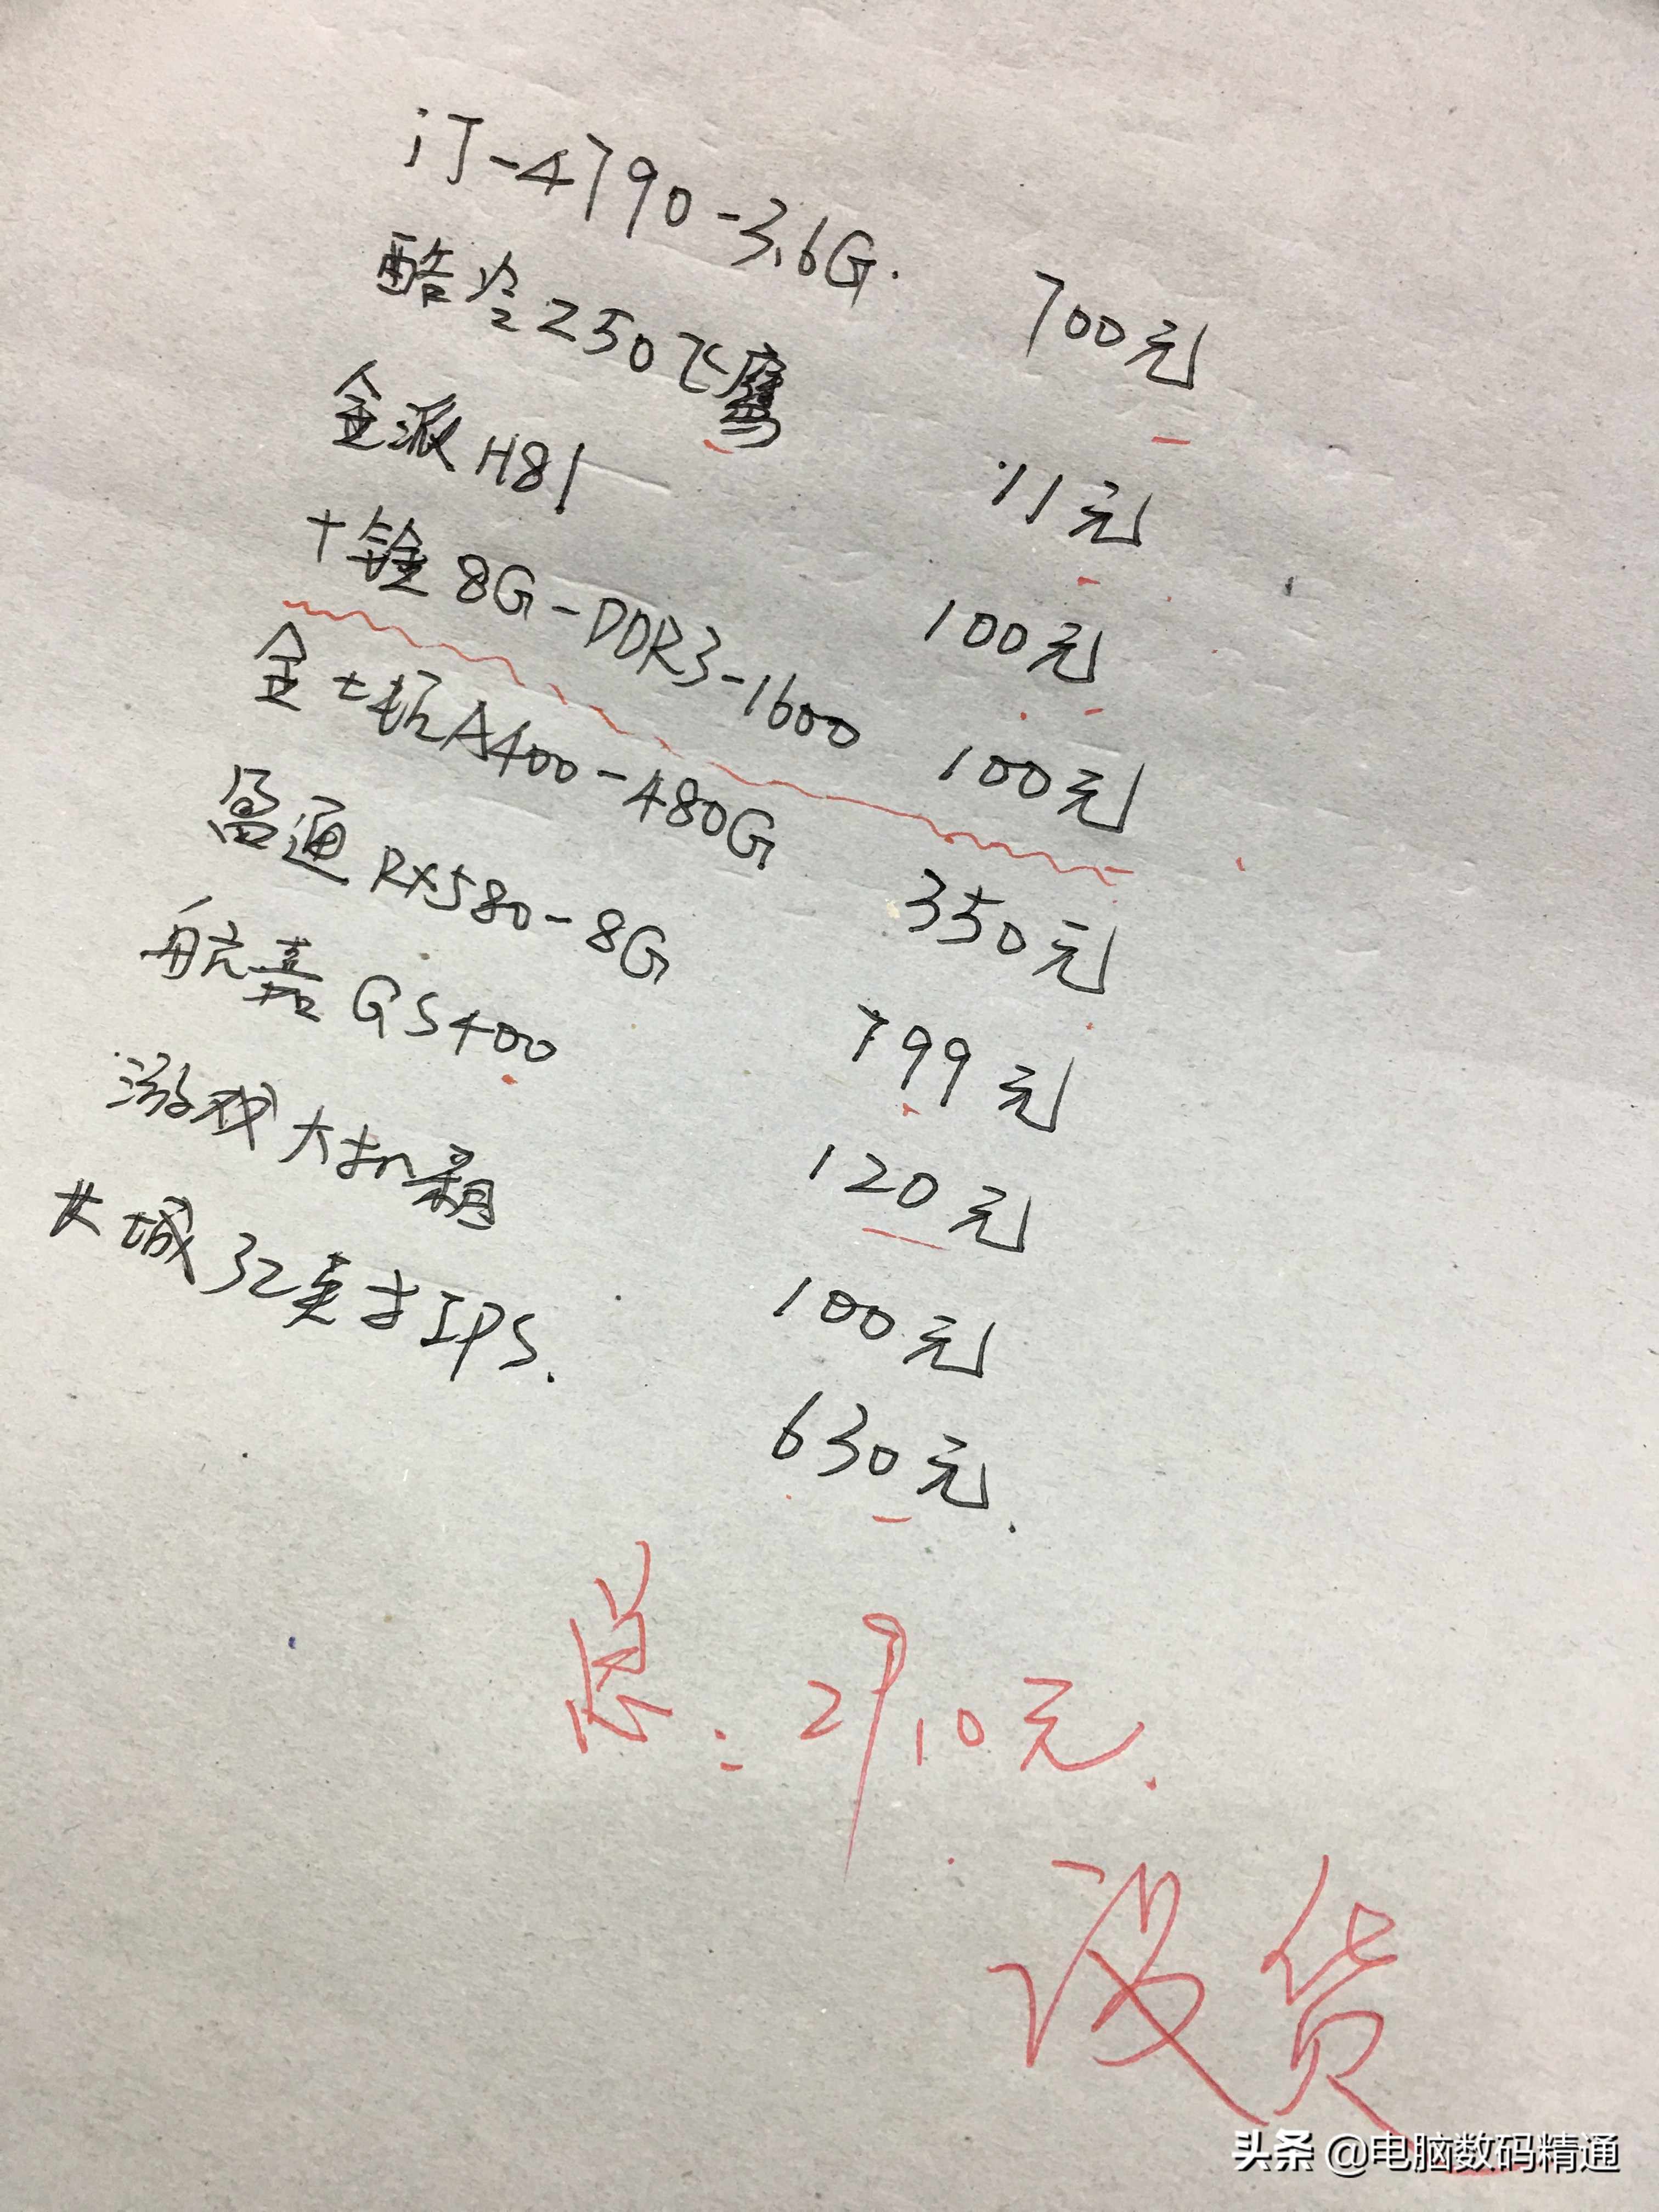 i7-4790-3.6G. 700元
酷冷Z50飞鹰 11元
金派H81 100元
十铨8G-DDR3-1600 100元
金士顿A400-480G 350元
盈通RX580-8G 799元
航嘉GS400 120元
游戏大机箱 100元
长城32英寸IPS. 630元.
总:2910元.
没货
头条 @电脑数码精通